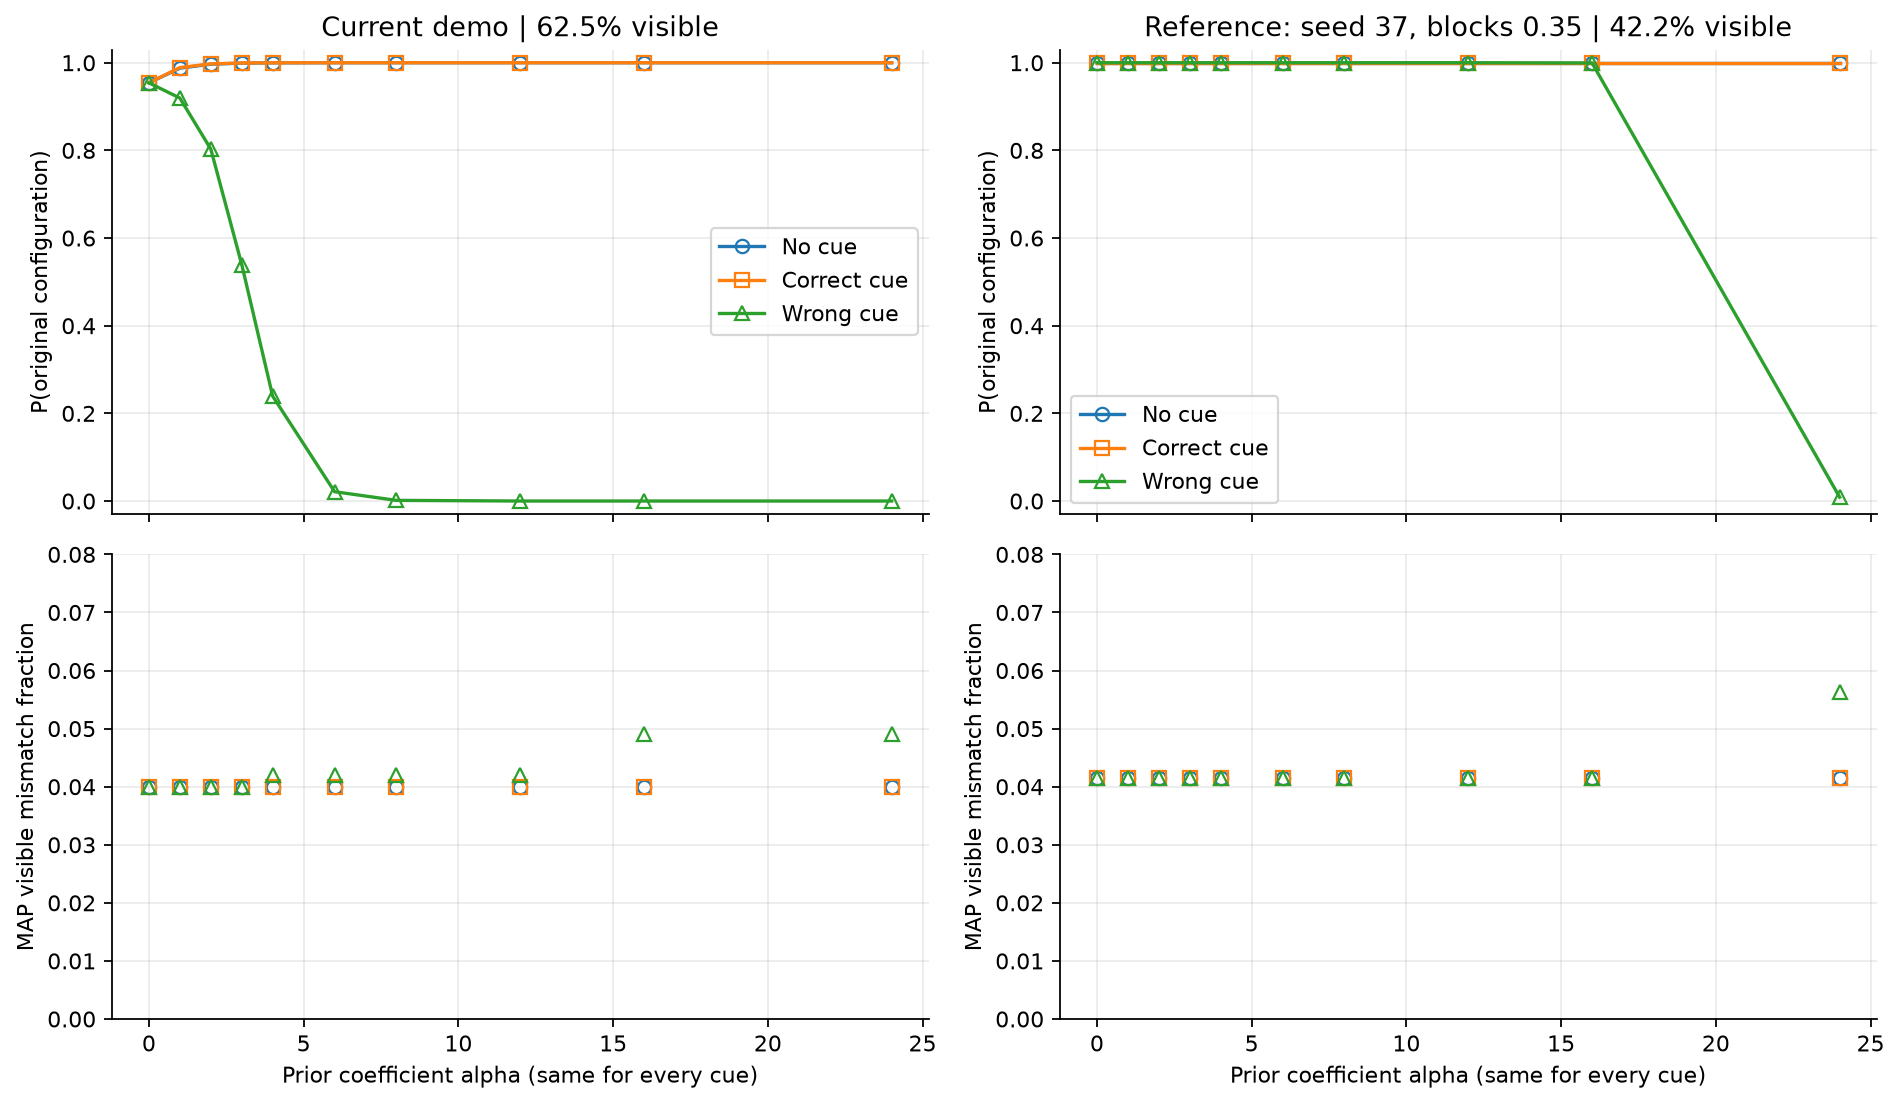 Current demo | 62.5% visible
P(original configuration)
1.0
0.8
0.6
0.4
0.2
0.0
No cue
Correct cue
Wrong cue
Reference: seed 37, blocks 0.35 | 42.2% visible
P(original configuration)
1.0
0.8
0.6
0.4
0.2
0.0
No cue
Correct cue
Wrong cue
MAP visible mismatch fraction
0.08
0.07
0.06
0.05
0.04
0.03
0.02
0.01
0.00
0 5 10 15 20 25
Prior coefficient alpha (same for every cue)
MAP visible mismatch fraction
0.08
0.07
0.06
0.05
0.04
0.03
0.02
0.01
0.00
0 5 10 15 20 25
Prior coefficient alpha (same for every cue)